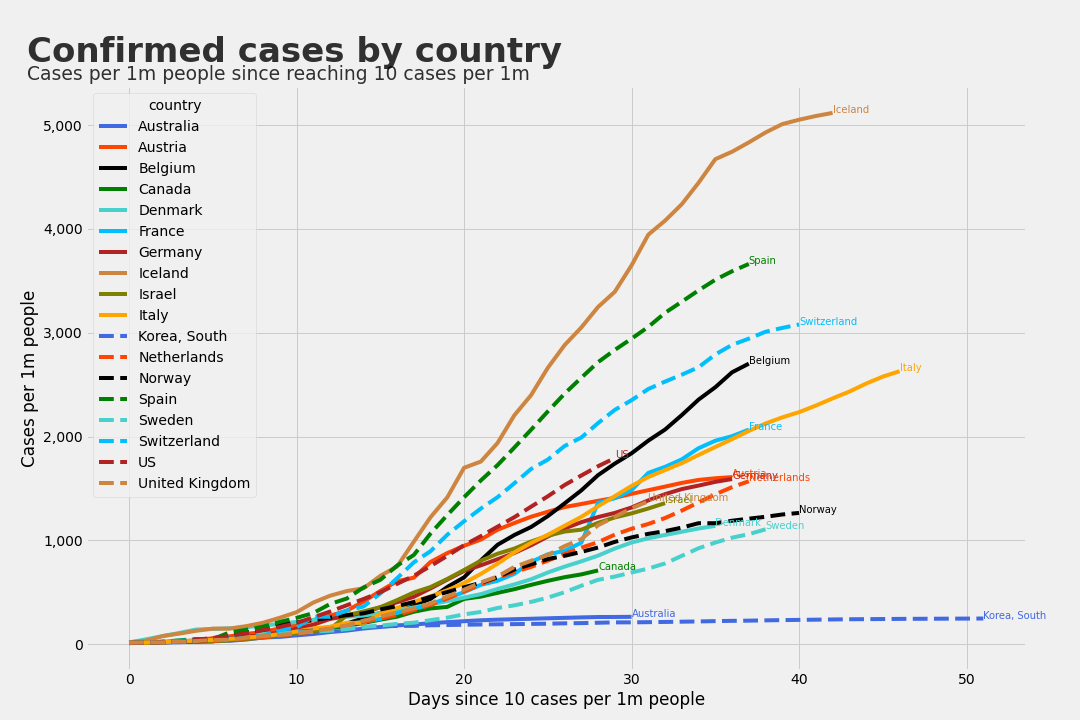 Confirmed cases by country
Cases per 1m people since reaching 10 cases per 1m
country
Australia
Austria
Belgium
Canada
Denmark
France
Germany
Iceland
Israel
Italy
Korea, South
Netherlands
Norway
Spain
Sweden
Switzerland
US
United Kingdom
Cases per 1m people
5,000
4,000
3,000
2,000
1,000
0
Iceland
Spain
Switzerland
Belgium
Italy
France
US
Austria
Germany
Netherlands
United Kingdom
Israel
Norway
Denmark
Sweden
Canada
Australia
Korea, South
0 10 20 30 40 50
Days since 10 cases per 1m people